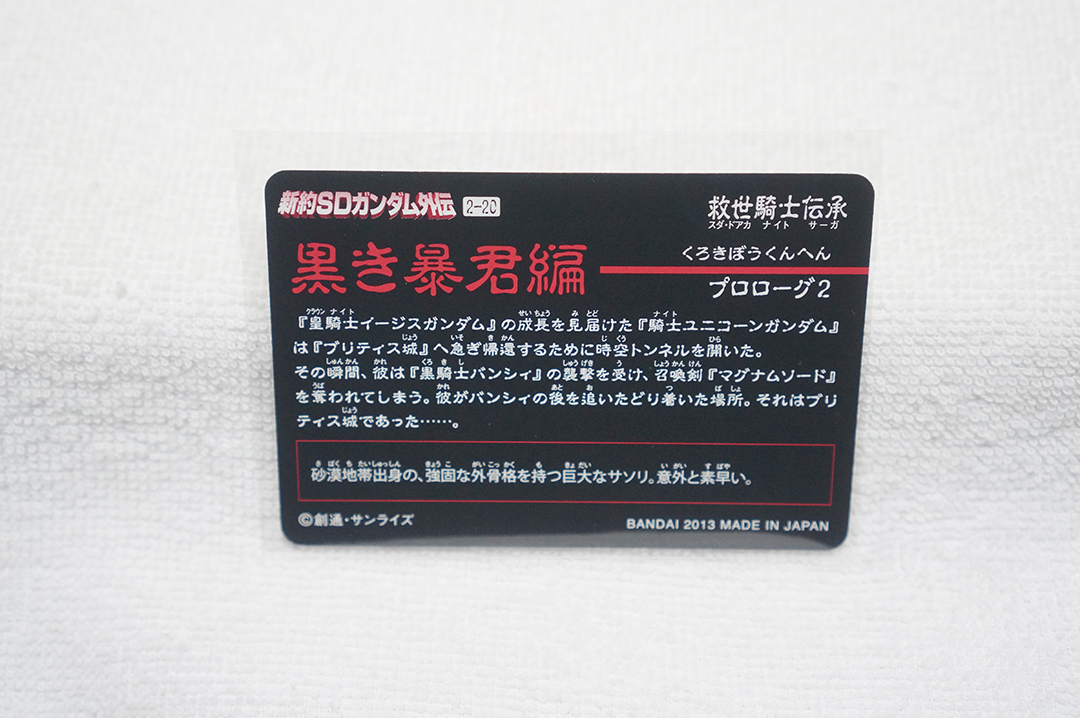 新約SDガンダム外伝 2-20
救世騎士伝承
スダ・ドアカ ナイト サーガ
黒き暴君編
くろきぼうくんへん
プロローグ2
『皇騎士イージスガンダム』の成長を見届けた『騎士ユニコーンガンダム』
は『ブリティス城』へ急ぎ帰還するために時空トンネルを開いた。
その瞬間、彼は『黒騎士バンシィ』の襲撃を受け、召喚剣『マグナムソード』
を奪われてしまう。彼がバンシィの後を追いたどり着いた場所。それはブリ
ティス城であった……。
砂漠地帯出身の、強固な外骨格を持つ巨大なサソリ。意外と素早い。
©創通・サンライズ
BANDAI 2013 MADE IN JAPAN